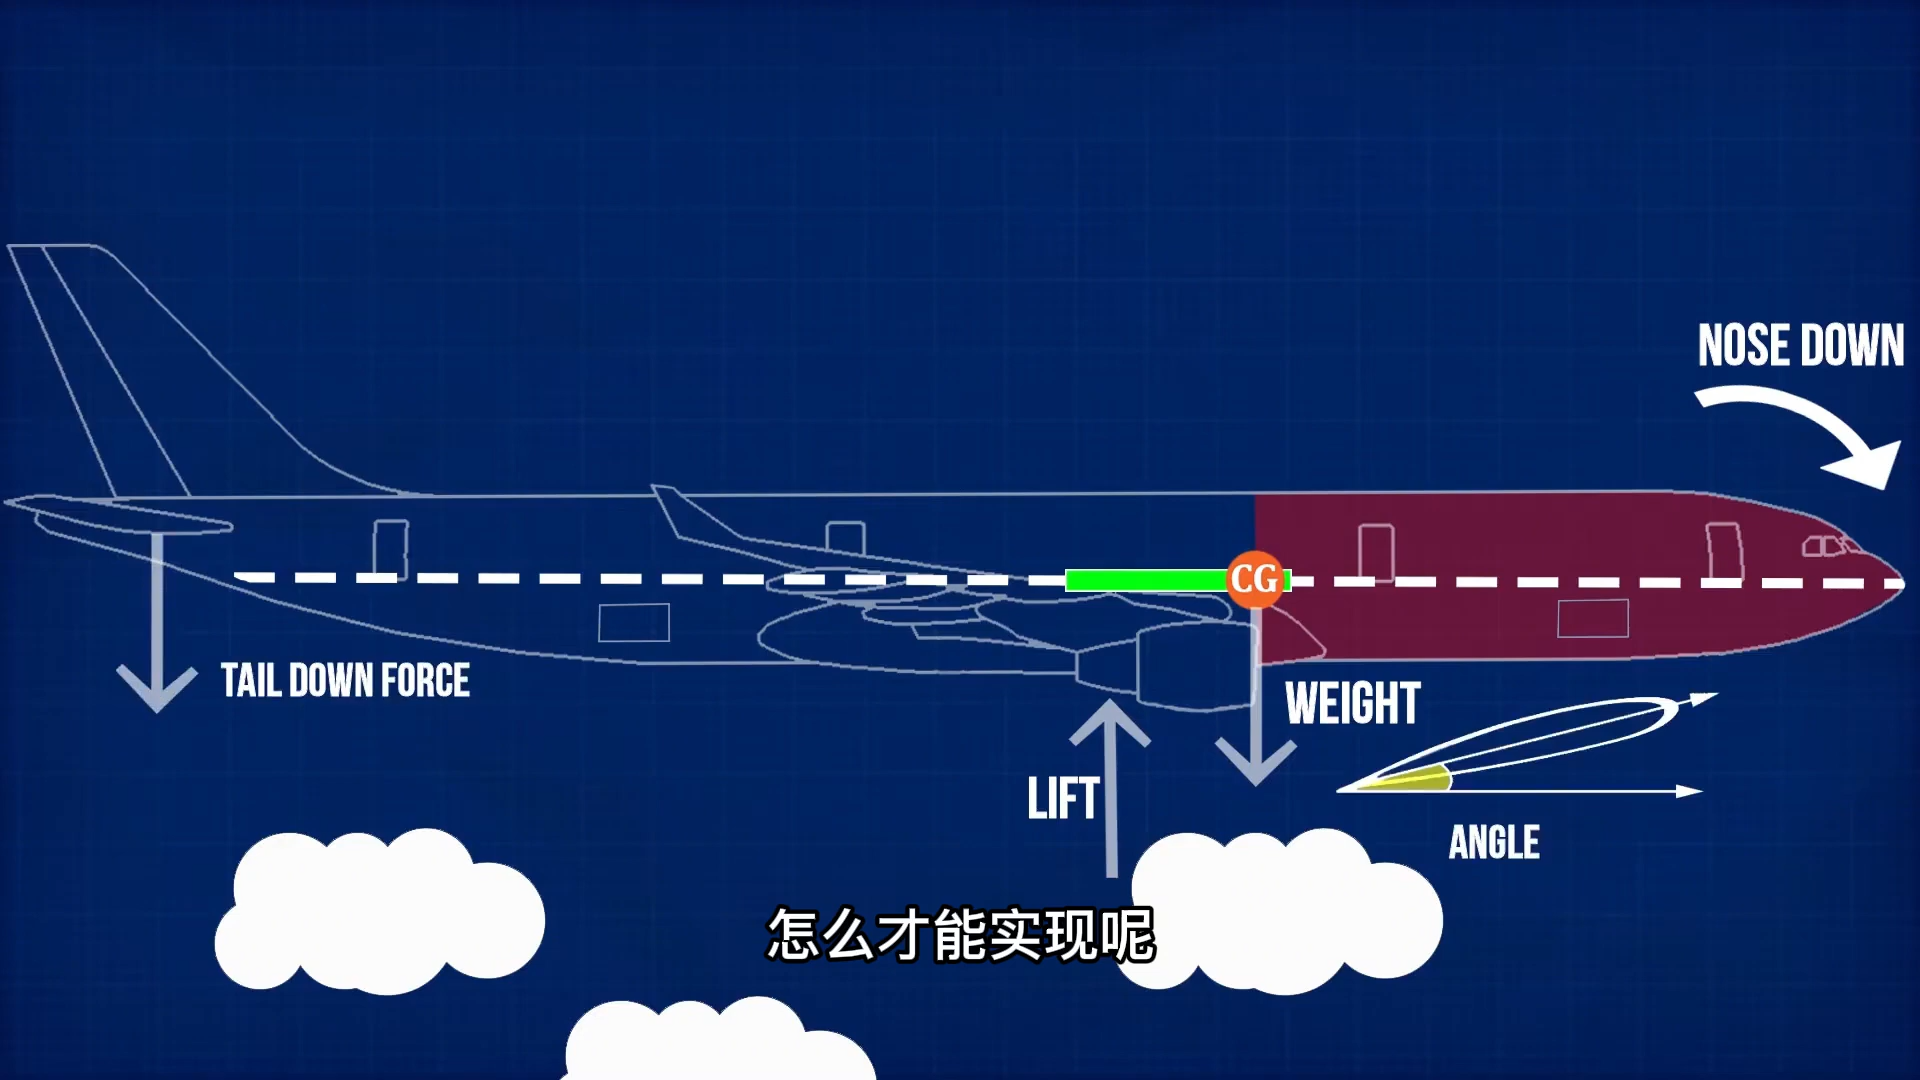 NOSE DOWN
CG
TAIL DOWN FORCE
WEIGHT
LIFT
ANGLE
怎么才能实现呢